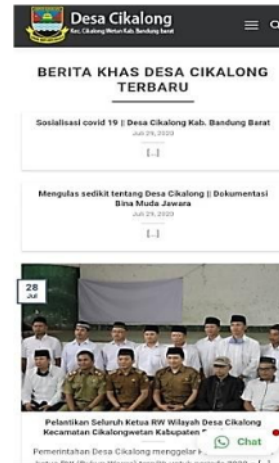 Desa Cikalong
Kec. Cikalong Wetan Kab. Bandung Barat
BERITA KHAS DESA CIKALONG
TERBARU
Sosialisasi covid 19 || Desa Cikalong Kab. Bandung Barat
Juli 29, 2020
[...]
Mengulas sedikit tentang Desa Cikalong || Dokumentasi
Bina Muda Jawara
Juli 29, 2020
[...]
28
Jul
Pelantikan Seluruh Ketua RW Wilayah Desa Cikalong
Kecamatan Cikalongwetan Kabupaten
Chat
Pemerintahan Desa Cikalong menggelar